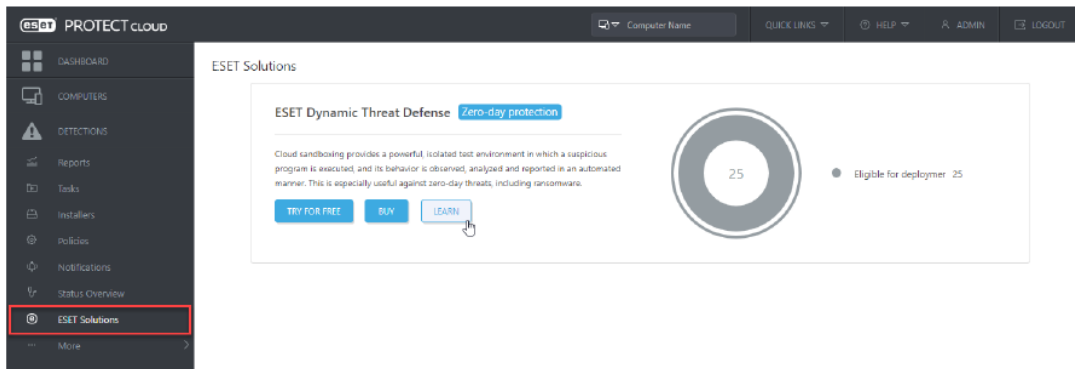 eset PROTECT CLOUD
Computer Name
QUICK LINKS
HELP
ADMIN
LOGOUT
DASHBOARD
COMPUTERS
DETECTIONS
Reports
Tasks
Installers
Policies
Notifications
Status Overview
ESET Solutions
More
ESET Solutions
ESET Dynamic Threat Defense Zero-day protection
Cloud sandboxing provides a powerful, isolated test environment in which a suspicious
program is executed, and its behavior is observed, analyzed and reported in an automated
manner. This is especially useful against zero-day threats, including ransomware.
TRY FOR FREE BUY LEARN
25
Eligible for deploymer 25